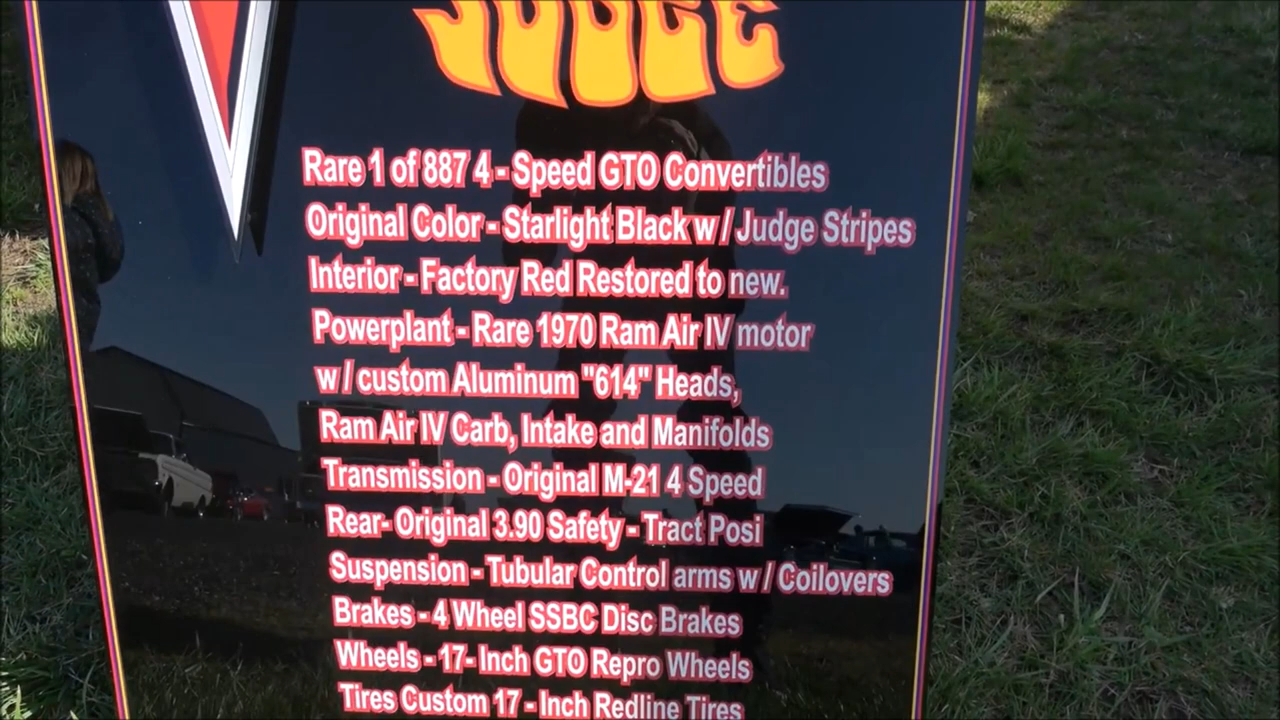 JUDGE
Rare 1 of 887 4 - Speed GTO Convertibles
Original Color - Starlight Black w / Judge Stripes
Interior - Factory Red Restored to new.
Powerplant - Rare 1970 Ram Air IV motor
w / custom Aluminum "614" Heads,
Ram Air IV Carb, Intake and Manifolds
Transmission - Original M-21 4 Speed
Rear- Original 3.90 Safety - Tract Posi
Suspension - Tubular Control arms w / Coilovers
Brakes - 4 Wheel SSBC Disc Brakes
Wheels - 17- Inch GTO Repro Wheels
Tires Custom 17 - Inch Redline Tires